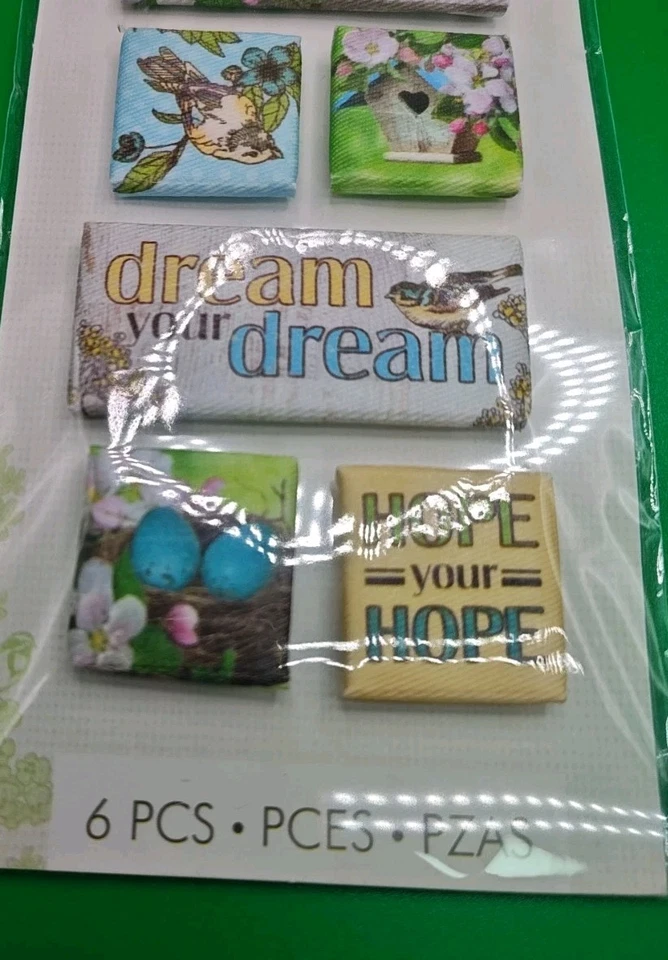 dream
your dream
HOPE
your
HOPE
6 PCS • PCES • PZAS